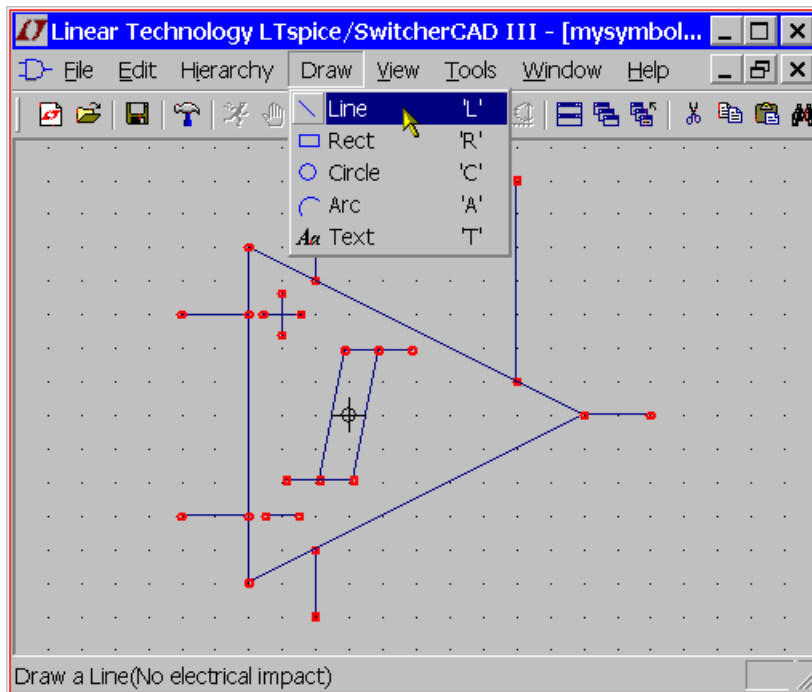 Linear Technology LTspice/SwitcherCAD III - [mysymbol...
File Edit Hierarchy Draw View Tools Window Help
Line 'L'
Rect 'R'
Circle 'C'
Arc 'A'
Aa Text 'T'
Draw a Line(No electrical impact)